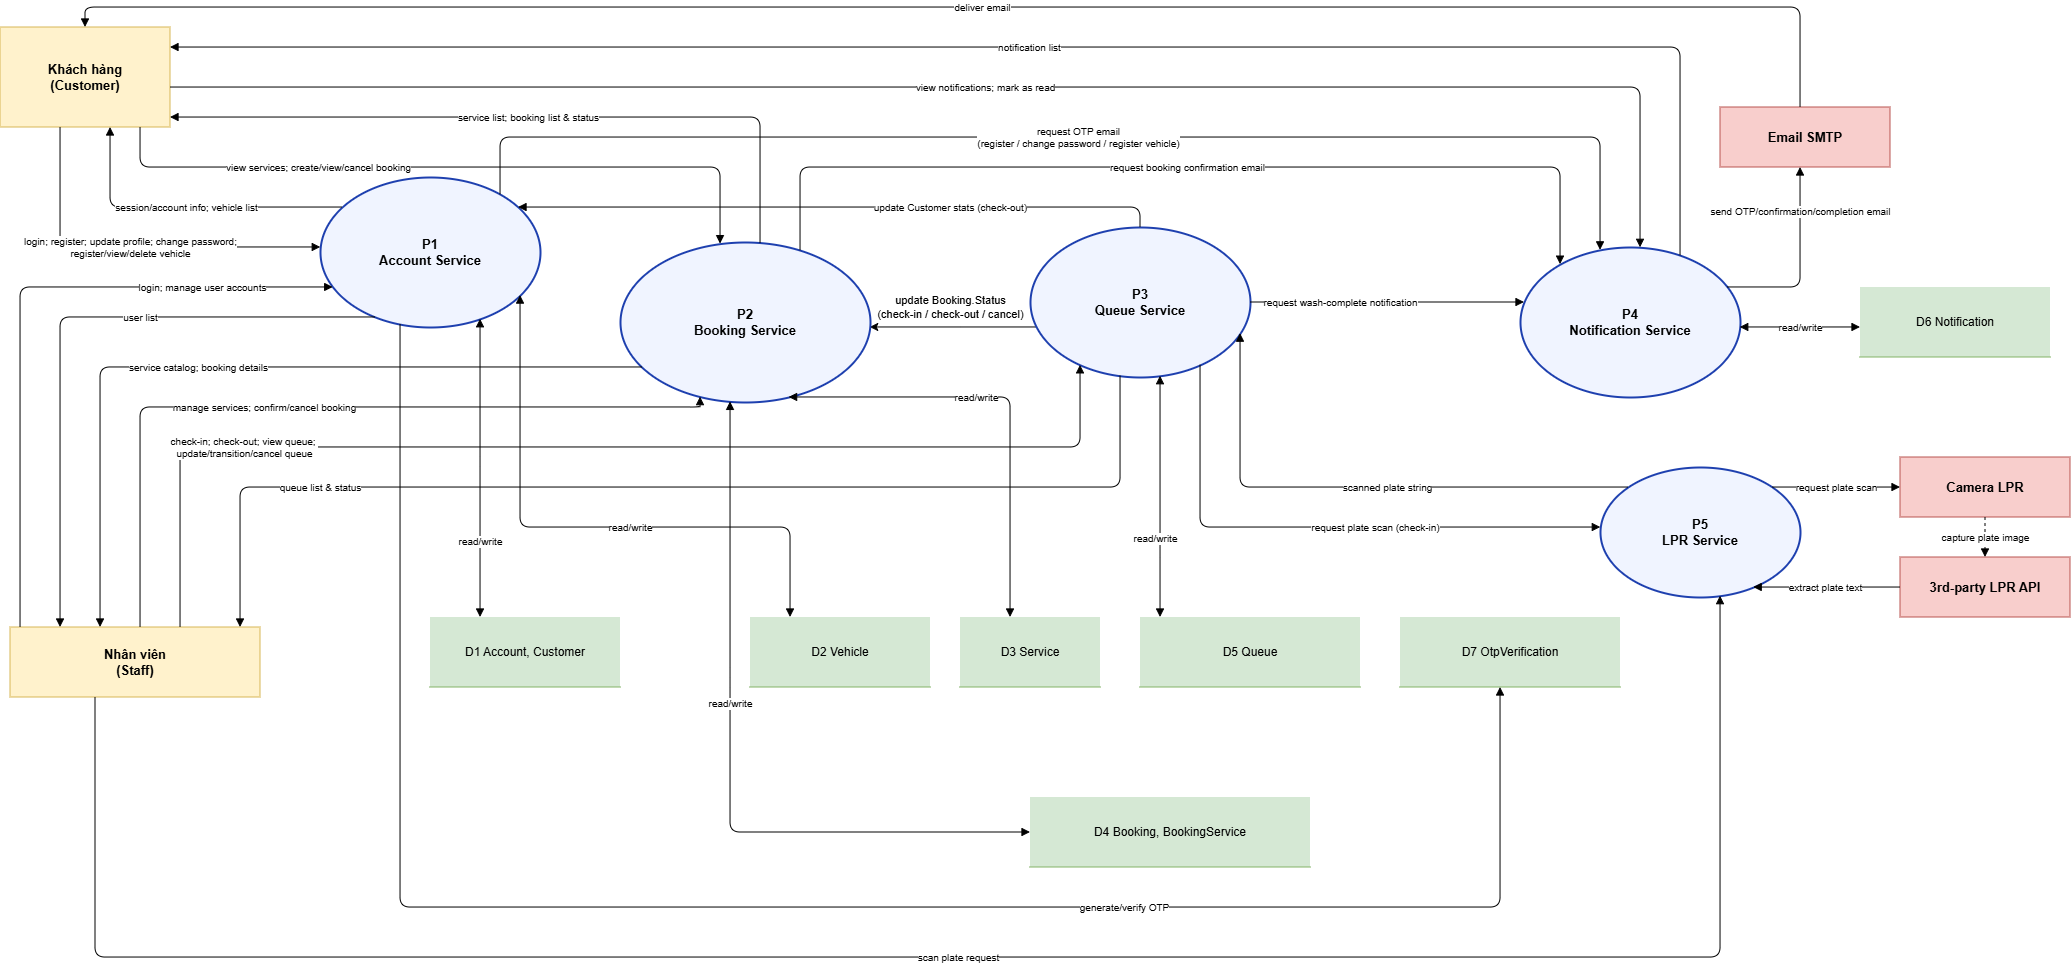 deliver email
notification list
Khách hàng
(Customer)
view notifications; mark as read
service list; booking list & status
request OTP email
(register / change password / register vehicle)
Email SMTP
view services; create/view/cancel booking
request booking confirmation email
session/account info; vehicle list
update Customer stats (check-out)
send OTP/confirmation/completion email
login; register; update profile; change password;
register/view/delete vehicle
P1
Account Service
login; manage user accounts
P2
Booking Service
update Booking.Status
(check-in / check-out / cancel)
P3
Queue Service
request wash-complete notification
P4
Notification Service
read/write
D6 Notification
user list
service catalog; booking details
manage services; confirm/cancel booking
read/write
check-in; check-out; view queue;
update/transition/cancel queue
queue list & status
scanned plate string
request plate scan
Camera LPR
read/write
request plate scan (check-in)
P5
LPR Service
capture plate image
read/write
read/write
extract plate text
3rd-party LPR API
Nhân viên
(Staff)
D1 Account, Customer
D2 Vehicle
D3 Service
D5 Queue
D7 OtpVerification
read/write
D4 Booking, BookingService
generate/verify OTP
scan plate request